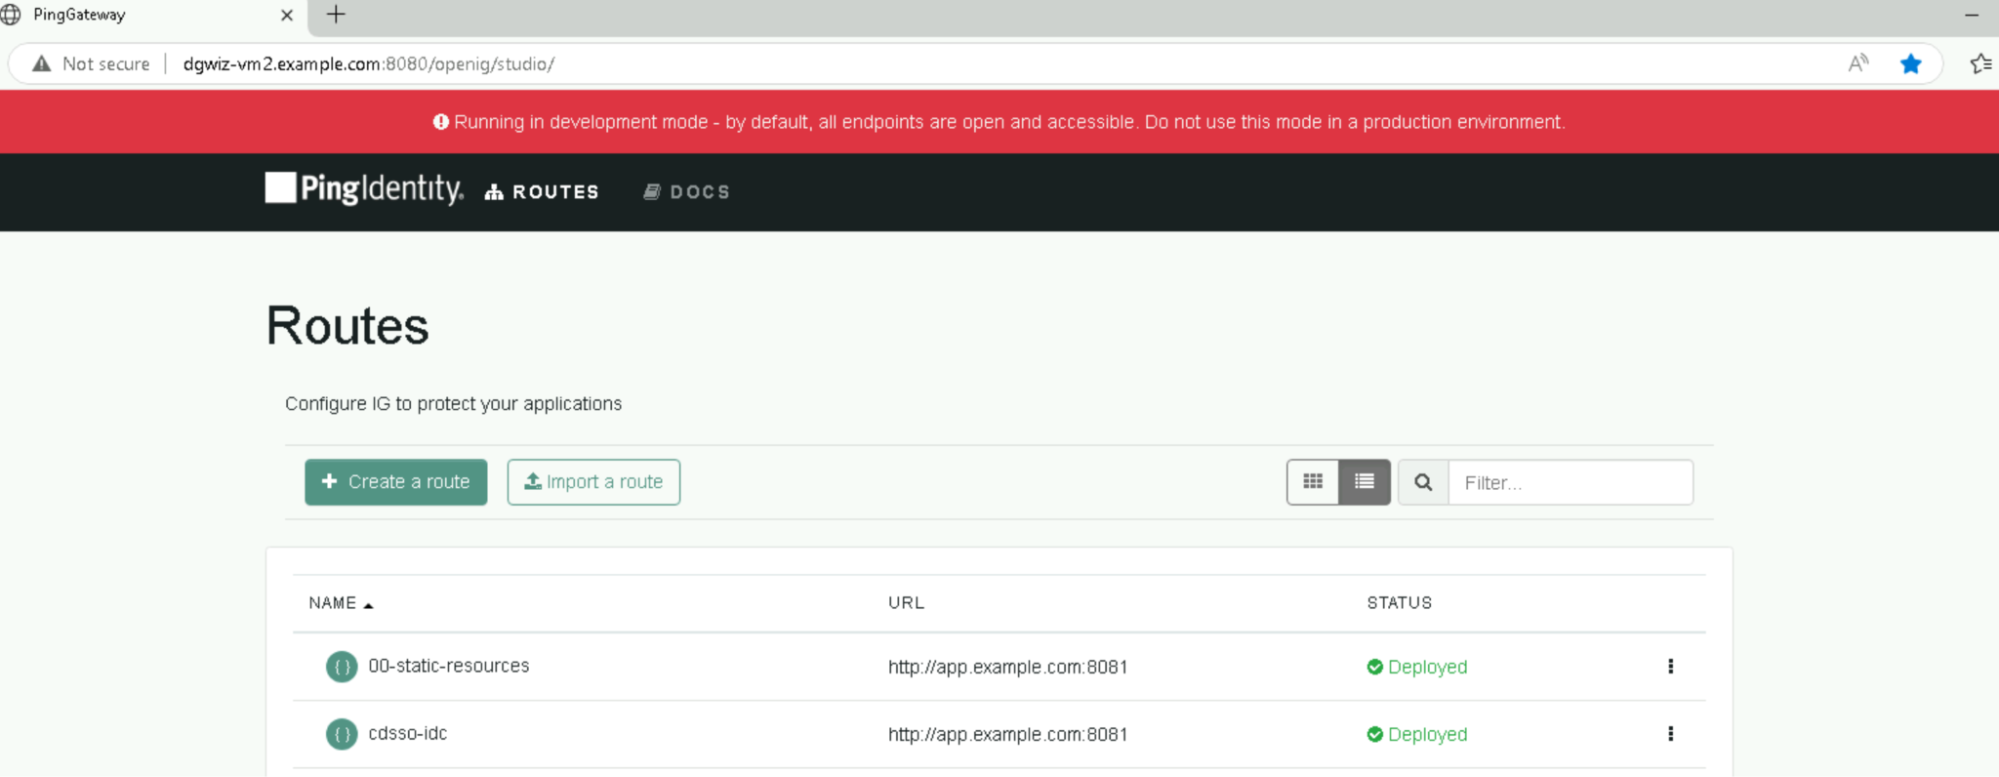 PingGateway
Not secure dgwiz-vm2.example.com:8080/openig/studio/
Running in development mode - by default, all endpoints are open and accessible. Do not use this mode in a production environment.
PingIdentity. ROUTES DOCS
Routes
Configure IG to protect your applications
Create a route Import a route Filter...
NAME URL STATUS
00-static-resources http://app.example.com:8081 Deployed
cdsso-idc http://app.example.com:8081 Deployed